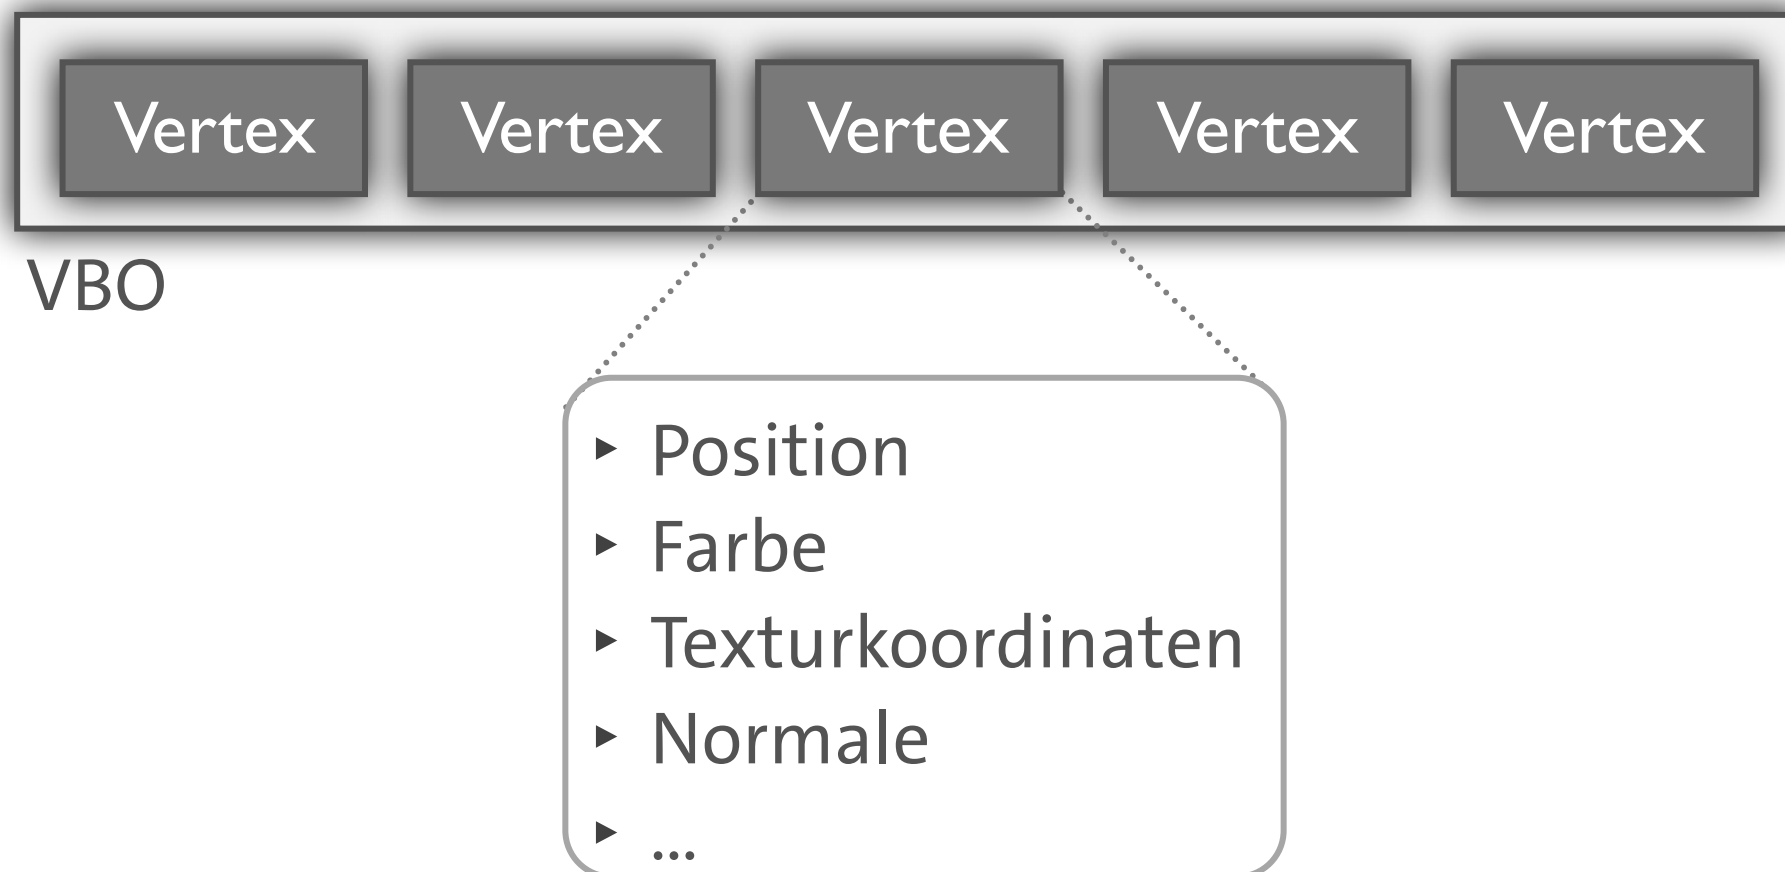 Vertex Vertex Vertex Vertex Vertex
VBO
▸ Position
▸ Farbe
▸ Texturkoordinaten
▸ Normale
▸ ...